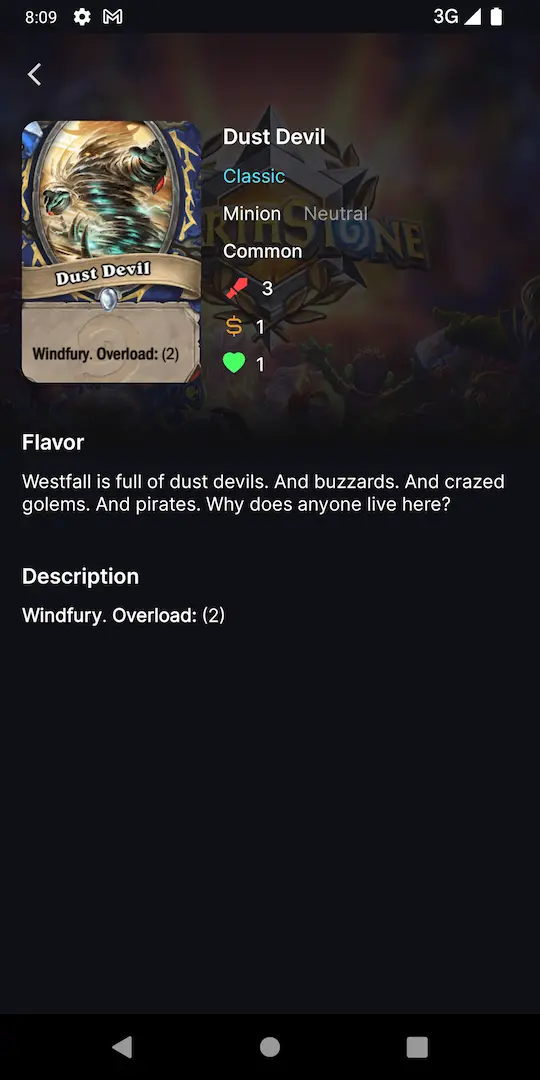 8:09
3G
Dust Devil
Classic
Minion Neutral
Common
3
$ 1
1
Dust Devil
Windfury. Overload: (2)
Flavor
Westfall is full of dust devils. And buzzards. And crazed
golems. And pirates. Why does anyone live here?
Description
Windfury. Overload: (2)